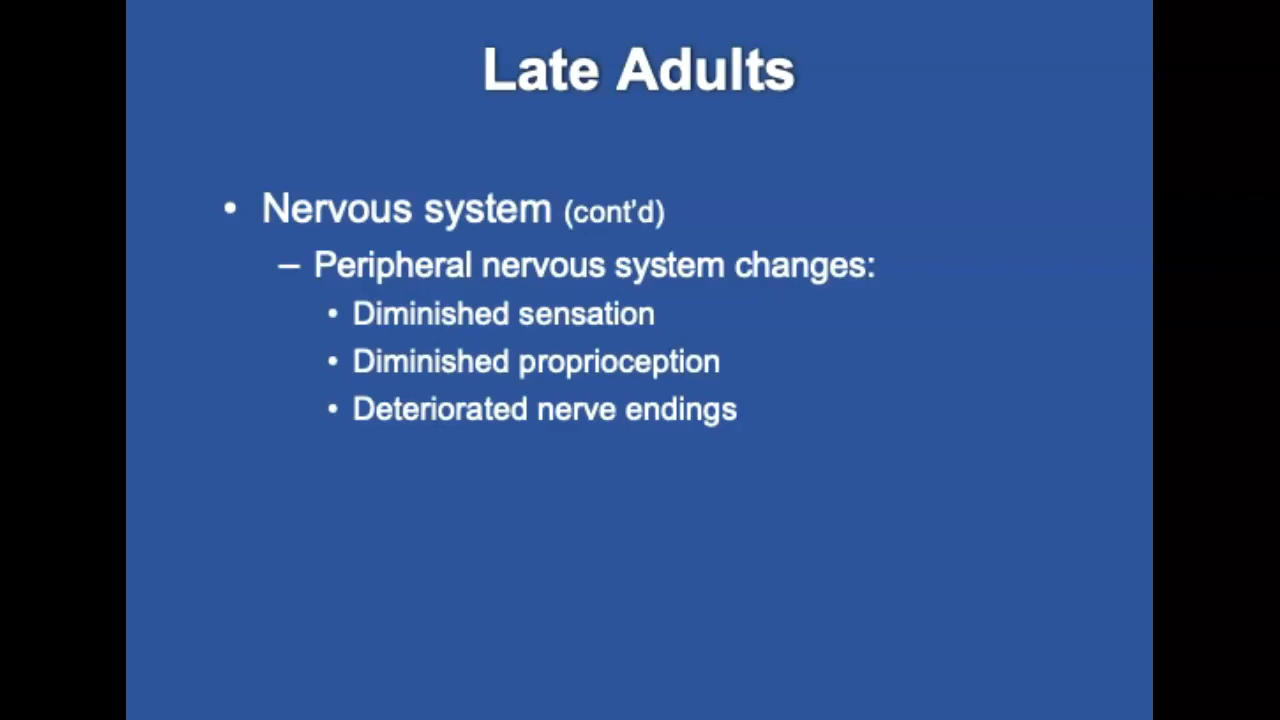 Late Adults
• Nervous system (cont’d)
– Peripheral nervous system changes:
• Diminished sensation
• Diminished proprioception
• Deteriorated nerve endings